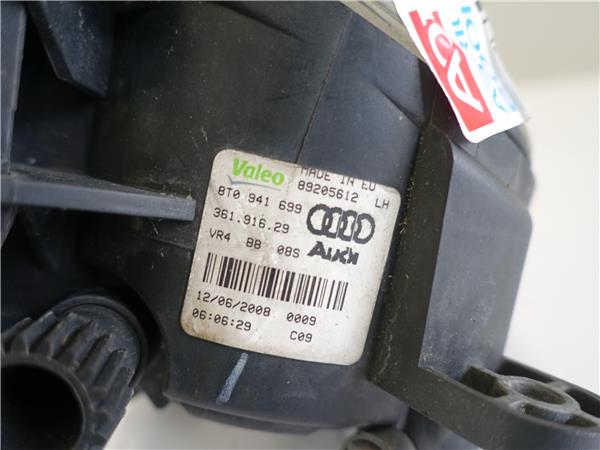 Valeo MADE IN EU
89205612 LH
8T0 941 699
361.916.29
VR4 BB 08S Audi
12/06/2008 0009
06:06:29 C09